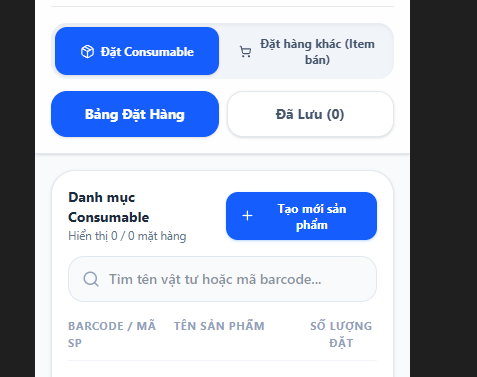 Đặt Consumable
Đặt hàng khác (Item
bán)
Bảng Đặt Hàng
Đã Lưu (0)
Danh mục
Consumable
Hiển thị 0 / 0 mặt hàng
Tạo mới sản
phẩm
Tìm tên vật tư hoặc mã barcode...
BARCODE / MÃ
SP
TÊN SẢN PHẨM
SỐ LƯỢNG
ĐẶT